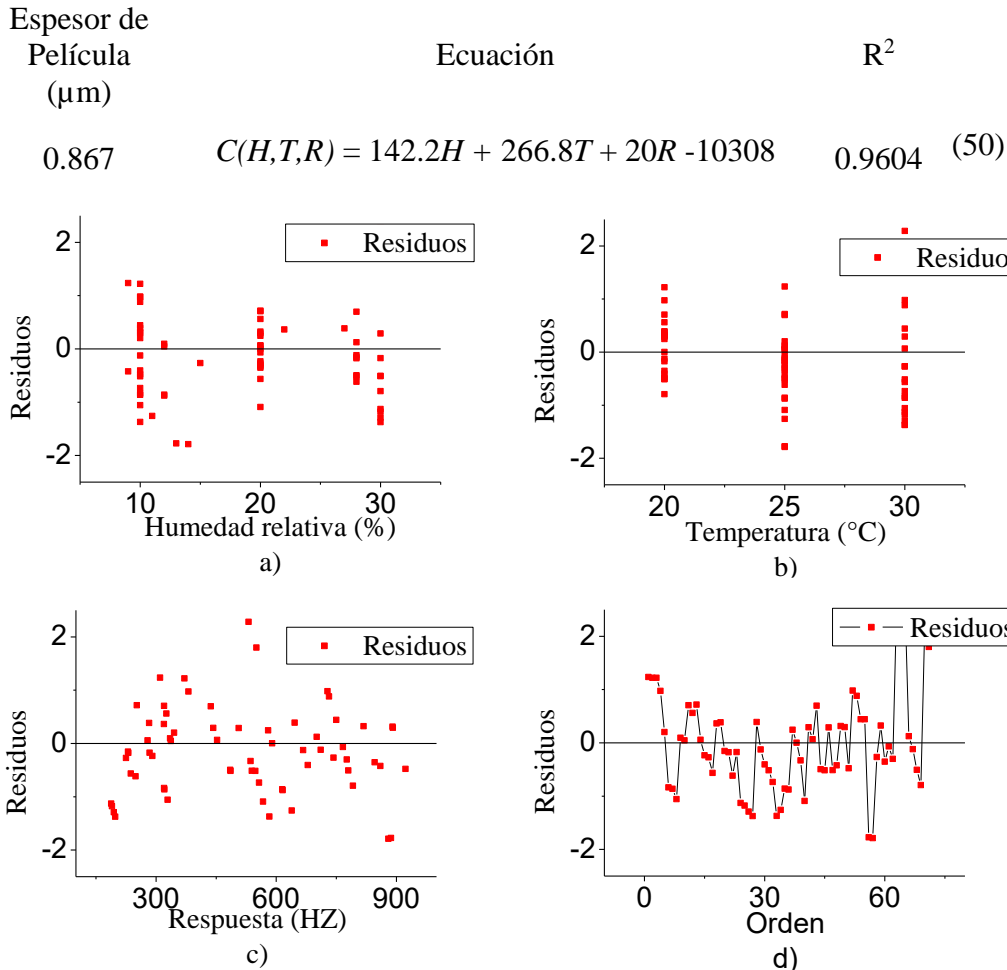 Espesor de
Película
(µm)
Ecuación
R²
0.867 C(H,T,R) = 142.2H + 266.8T + 20R -10308 0.9604 (50)
Residuos
2
0
-2
Residuos
10 20 30
Humedad relativa (%)
a)
Residuo
2
0
-2
Residuos
20 25 30
Temperatura (°C)
b)
Residuos
2
0
-2
Residuos
300 600 900
Respuesta (HZ)
c)
Residuos
2
0
-2
Residuos
0 30 60
Orden
d)